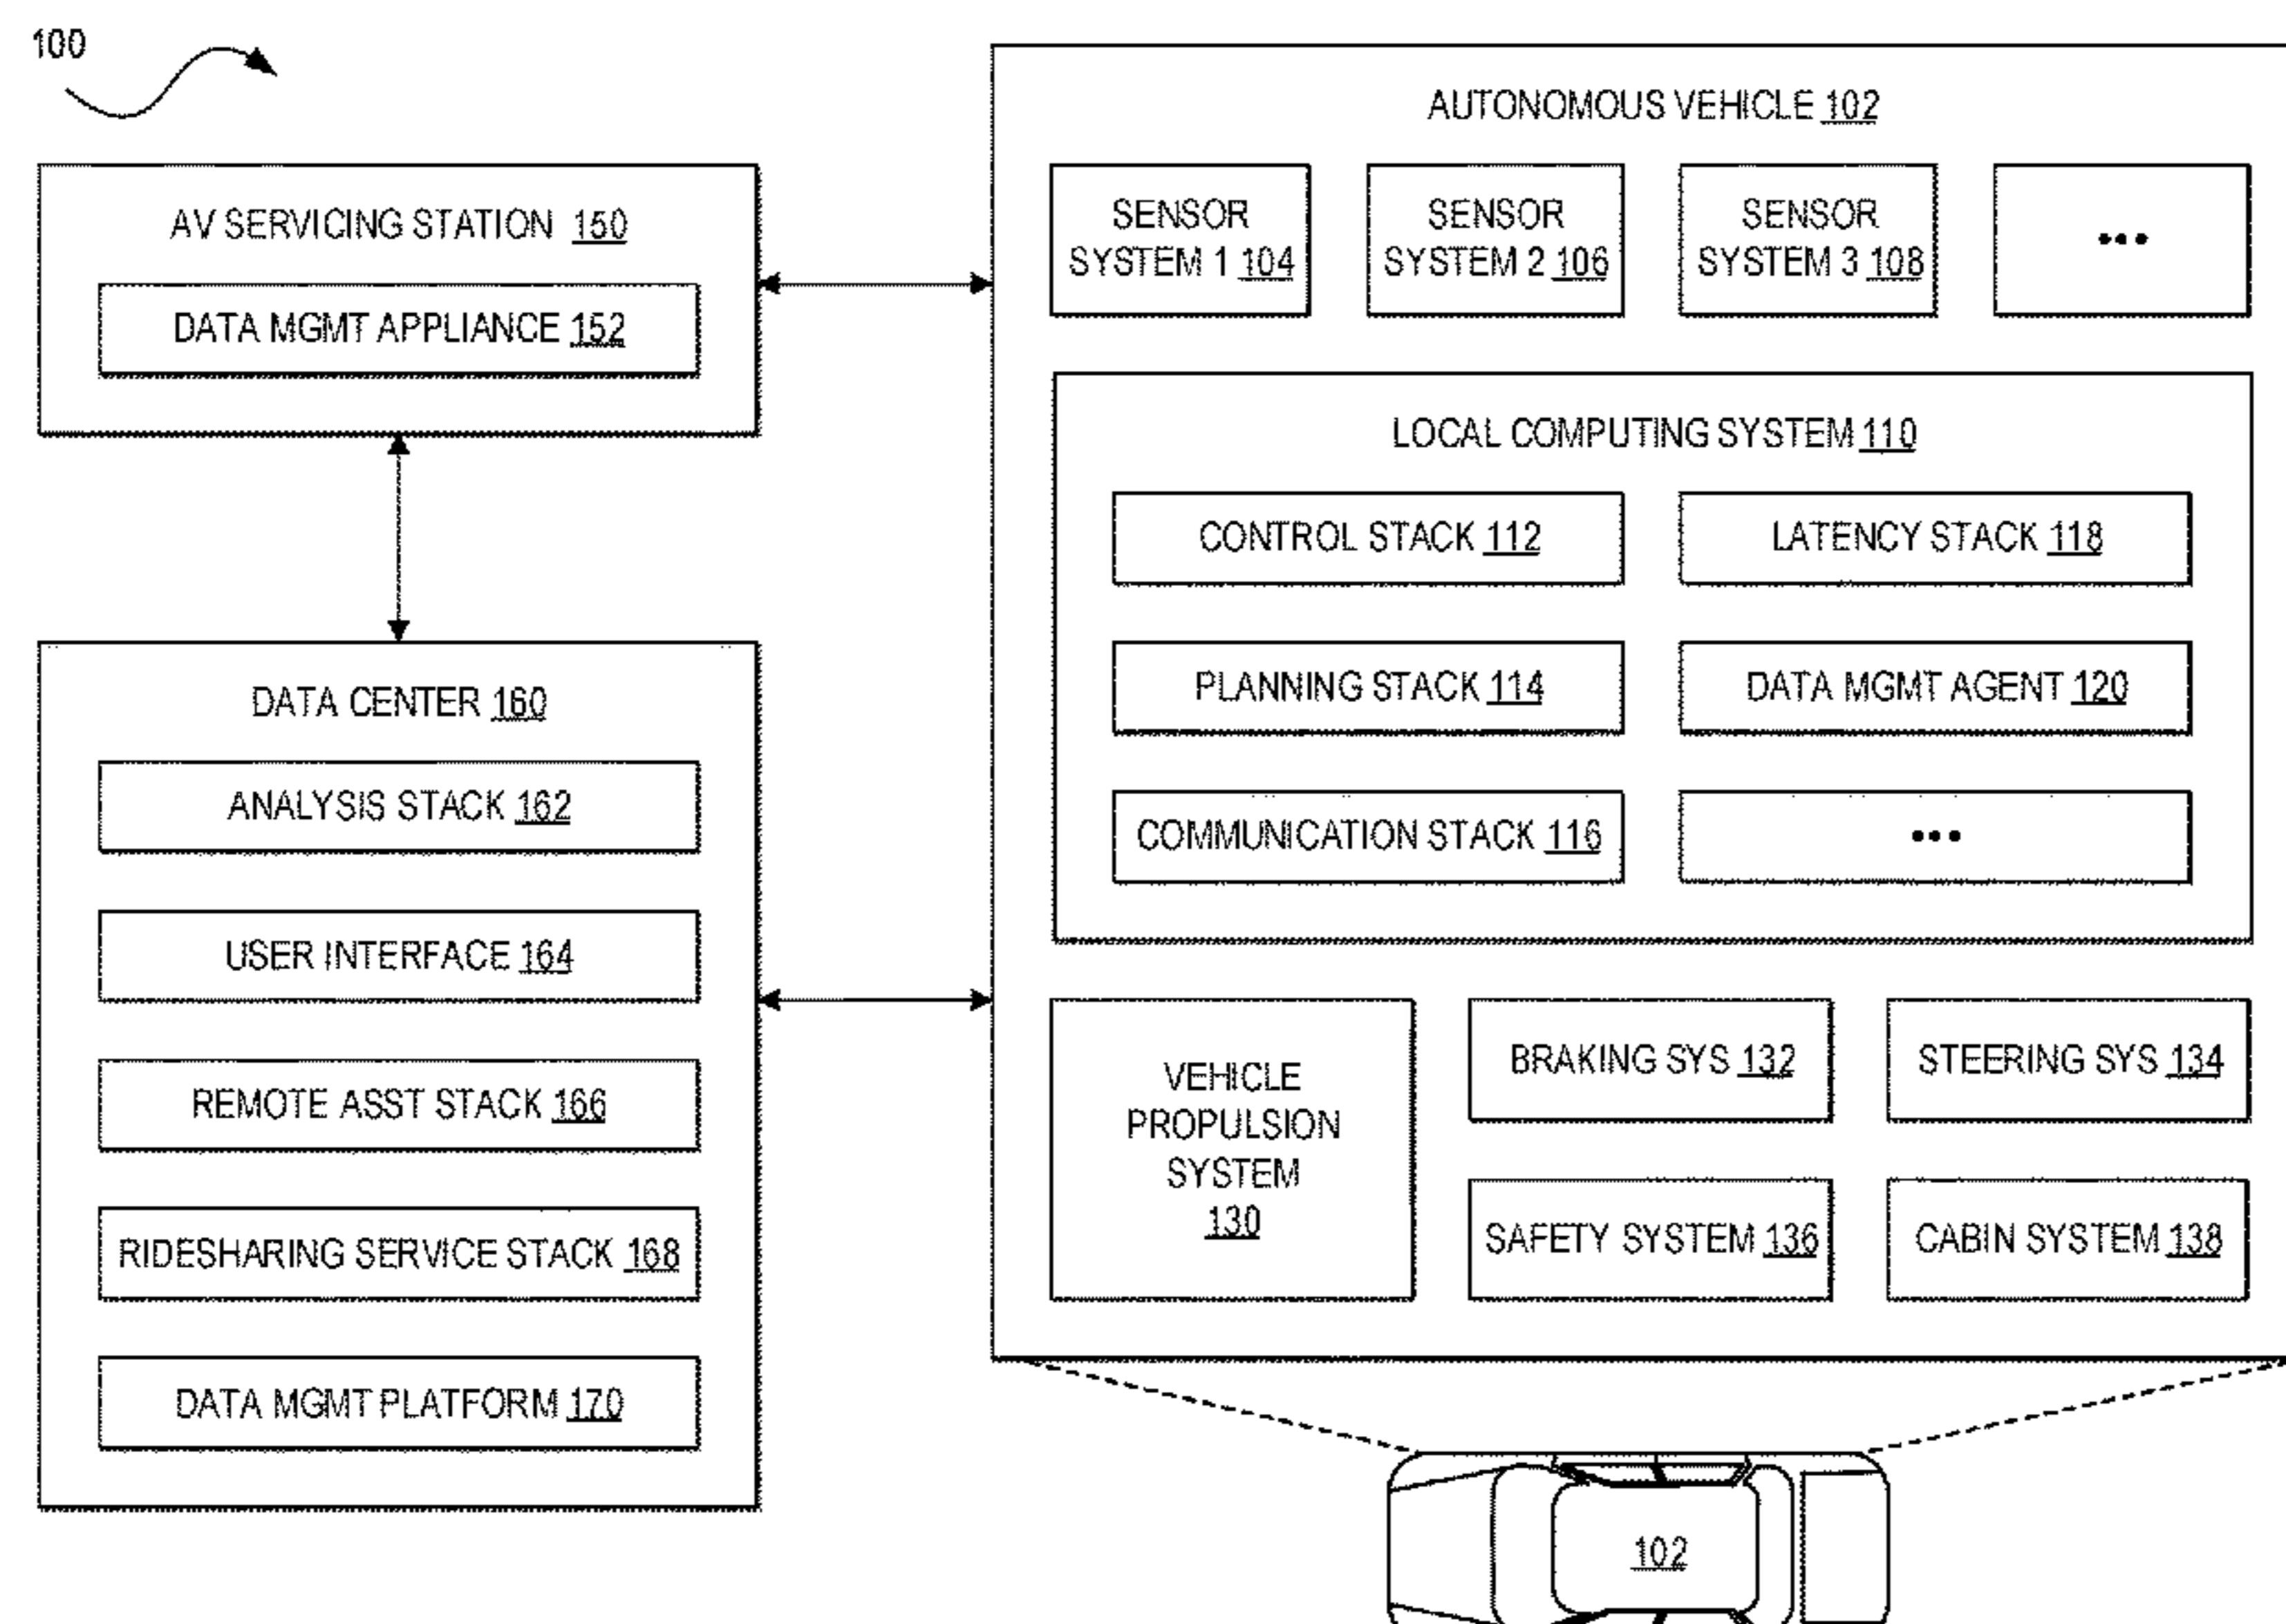 100
AUTONOMOUS VEHICLE 102
AV SERVICING STATION 150
DATA MGMT APPLIANCE 152
SENSOR
SYSTEM 1 104
SENSOR
SYSTEM 2 106
SENSOR
SYSTEM 3 108
•••
LOCAL COMPUTING SYSTEM 110
CONTROL STACK 112
LATENCY STACK 118
PLANNING STACK 114
DATA MGMT AGENT 120
COMMUNICATION STACK 116
•••
DATA CENTER 160
ANALYSIS STACK 162
USER INTERFACE 164
REMOTE ASST STACK 166
RIDESHARING SERVICE STACK 168
DATA MGMT PLATFORM 170
VEHICLE
PROPULSION
SYSTEM
130
BRAKING SYS 132
STEERING SYS 134
SAFETY SYSTEM 136
CABIN SYSTEM 138
102